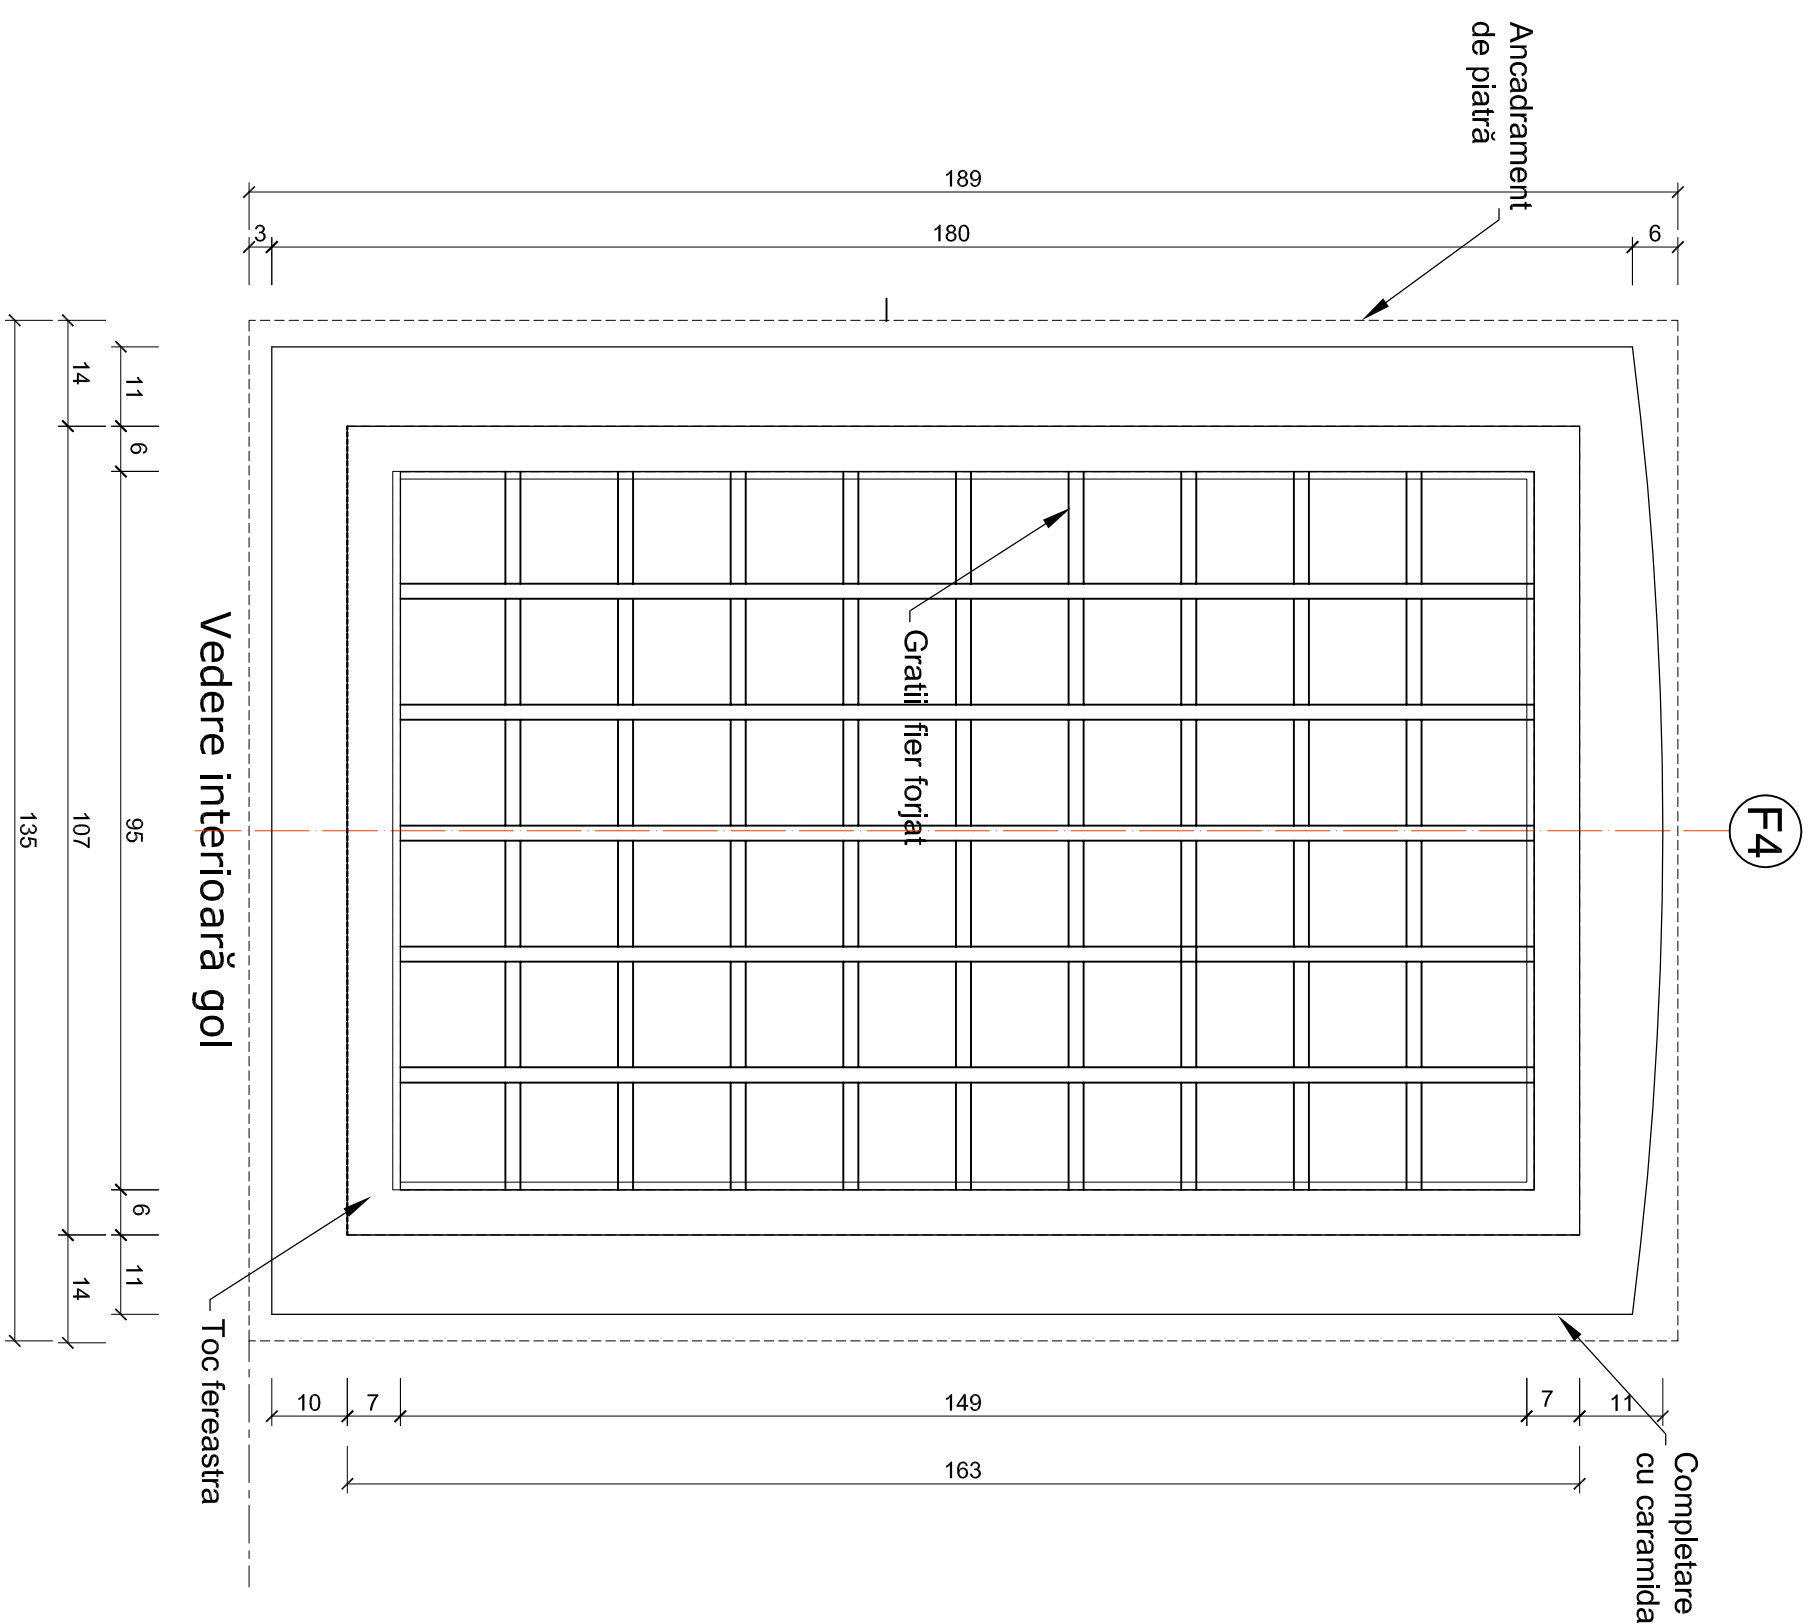 F4
Ancadrament
de piatră
189
3
180
6
14
11
6
Gratii fier forjat
95
107
135
Vedere interioară gol
6
11
14
Toc fereastra
10
7
149
7
11
163
Completare
cu caramida